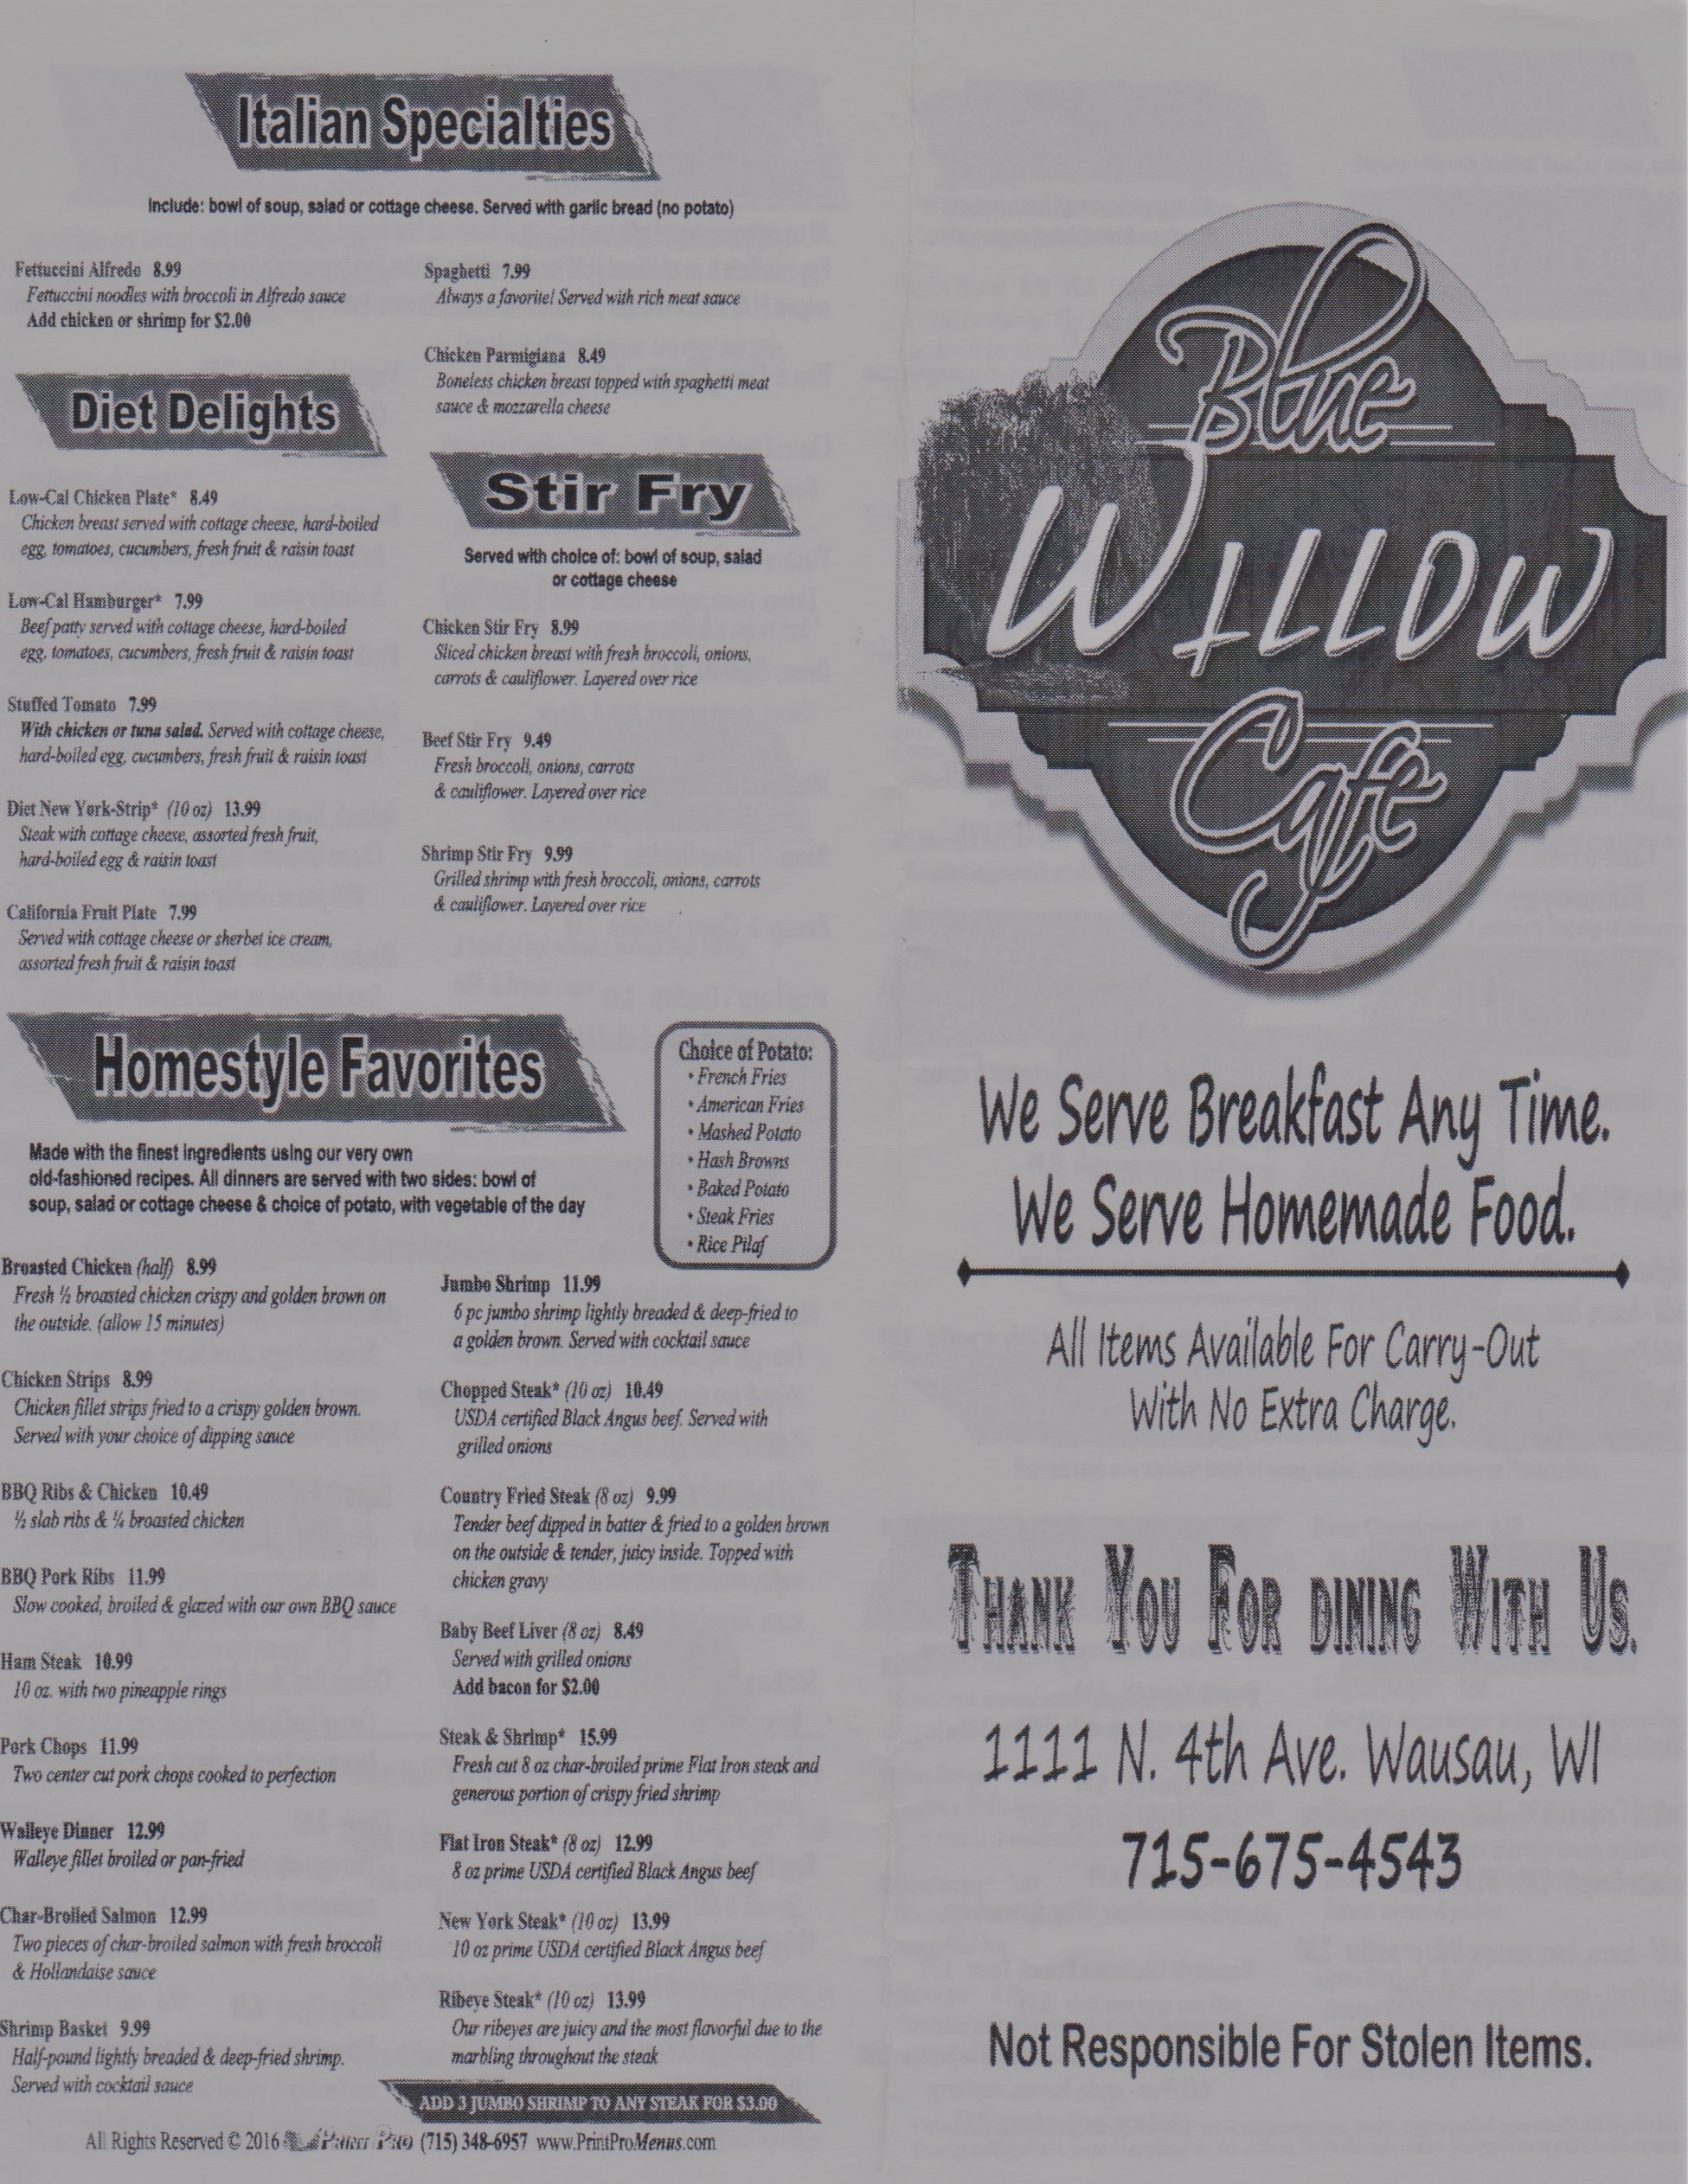 Italian Specialties
Include: bowl of soup, salad or cottage cheese. Served with garlic bread (no potato)
Fettuccini Alfredo 8.99
Fettuccini noodles with broccoli in Alfredo sauce
Add chicken or shrimp for $2.00
Spaghetti 7.99
Always a favorite! Served with rich meat sauce
Chicken Parmigiana 8.49
Boneless chicken breast topped with spaghetti meat
sauce & mozzarella cheese
Diet Delights
Low-Cal Chicken Plate* 8.49
Chicken breast served with cottage cheese, hard-boiled
egg, tomatoes, cucumbers, fresh fruit & raisin toast
Low-Cal Hamburger* 7.99
Beef patty served with cottage cheese, hard-boiled
egg, tomatoes, cucumbers, fresh fruit & raisin toast
Stuffed Tomato 7.99
With chicken or tuna salad. Served with cottage cheese,
hard-boiled egg, cucumbers, fresh fruit & raisin toast
Diet New York-Strip* (10 oz) 13.99
Steak with cottage cheese, assorted fresh fruit,
hard-boiled egg & raisin toast
California Fruit Plate 7.99
Served with cottage cheese or sherbet ice cream,
assorted fresh fruit & raisin toast
Stir Fry
Served with choice of: bowl of soup, salad
or cottage cheese
Chicken Stir Fry 8.99
Sliced chicken breast with fresh broccoli, onions,
carrots & cauliflower. Layered over rice
Beef Stir Fry 9.49
Fresh broccoli, onions, carrots
& cauliflower. Layered over rice
Shrimp Stir Fry 9.99
Grilled shrimp with fresh broccoli, onions, carrots
& cauliflower. Layered over rice
Homestyle Favorites
Made with the finest ingredients using our very own
old-fashioned recipes. All dinners are served with two sides: bowl of
soup, salad or cottage cheese & choice of potato, with vegetable of the day
Choice of Potato:
• French Fries
• American Fries
• Mashed Potato
• Hash Browns
• Baked Potato
• Steak Fries
• Rice Pilaf
Broasted Chicken (half) 8.99
Fresh ½ broasted chicken crispy and golden brown on
the outside. (allow 15 minutes)
Chicken Strips 8.99
Chicken fillet strips fried to a crispy golden brown.
Served with your choice of dipping sauce
BBQ Ribs & Chicken 10.49
½ slab ribs & ¼ broasted chicken
BBQ Pork Ribs 11.99
Slow cooked, broiled & glazed with our own BBQ sauce
Ham Steak 10.99
10 oz. with two pineapple rings
Pork Chops 11.99
Two center cut pork chops cooked to perfection
Walleye Dinner 12.99
Walleye fillet broiled or pan-fried
Char-Broiled Salmon 12.99
Two pieces of char-broiled salmon with fresh broccoli
& Hollandaise sauce
Shrimp Basket 9.99
Half-pound lightly breaded & deep-fried shrimp.
Served with cocktail sauce
Jumbo Shrimp 11.99
6 pc jumbo shrimp lightly breaded & deep-fried to
a golden brown. Served with cocktail sauce
Chopped Steak* (10 oz) 10.49
USDA certified Black Angus beef. Served with
grilled onions
Country Fried Steak (8 oz) 9.99
Tender beef dipped in batter & fried to a golden brown
on the outside & tender, juicy inside. Topped with
chicken gravy
Baby Beef Liver (8 oz) 8.49
Served with grilled onions
Add bacon for $2.00
Steak & Shrimp* 15.99
Fresh cut 8 oz char-broiled prime Flat Iron steak and
generous portion of crispy fried shrimp
Flat Iron Steak* (8 oz) 12.99
8 oz prime USDA certified Black Angus beef
New York Steak* (10 oz) 13.99
10 oz prime USDA certified Black Angus beef
Ribeye Steak* (10 oz) 13.99
Our ribeyes are juicy and the most flavorful due to the
marbling throughout the steak
ADD 3 JUMBO SHRIMP TO ANY STEAK FOR $3.00
All Rights Reserved © 2016 PRINT PRO (715) 348-6957 www.PrintProMenus.com
Blue
Willow
Cafe
We Serve Breakfast Any Time.
We Serve Homemade Food.
All Items Available For Carry-Out
With No Extra Charge.
THANK YOU FOR DINING WITH US.
1111 N. 4th Ave. Wausau, WI
715-675-4543
Not Responsible For Stolen Items.